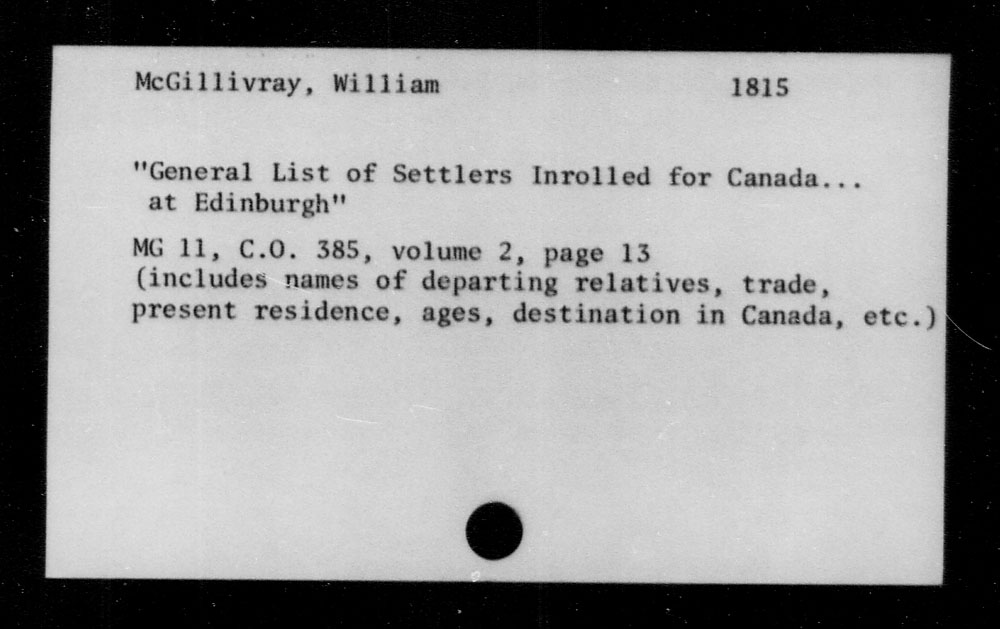 McGillivray, William 1815
"General List of Settlers Inrolled for Canada...
at Edinburgh"
MG 11, C.O. 385, volume 2, page 13
(includes names of departing relatives, trade,
present residence, ages, destination in Canada, etc.)